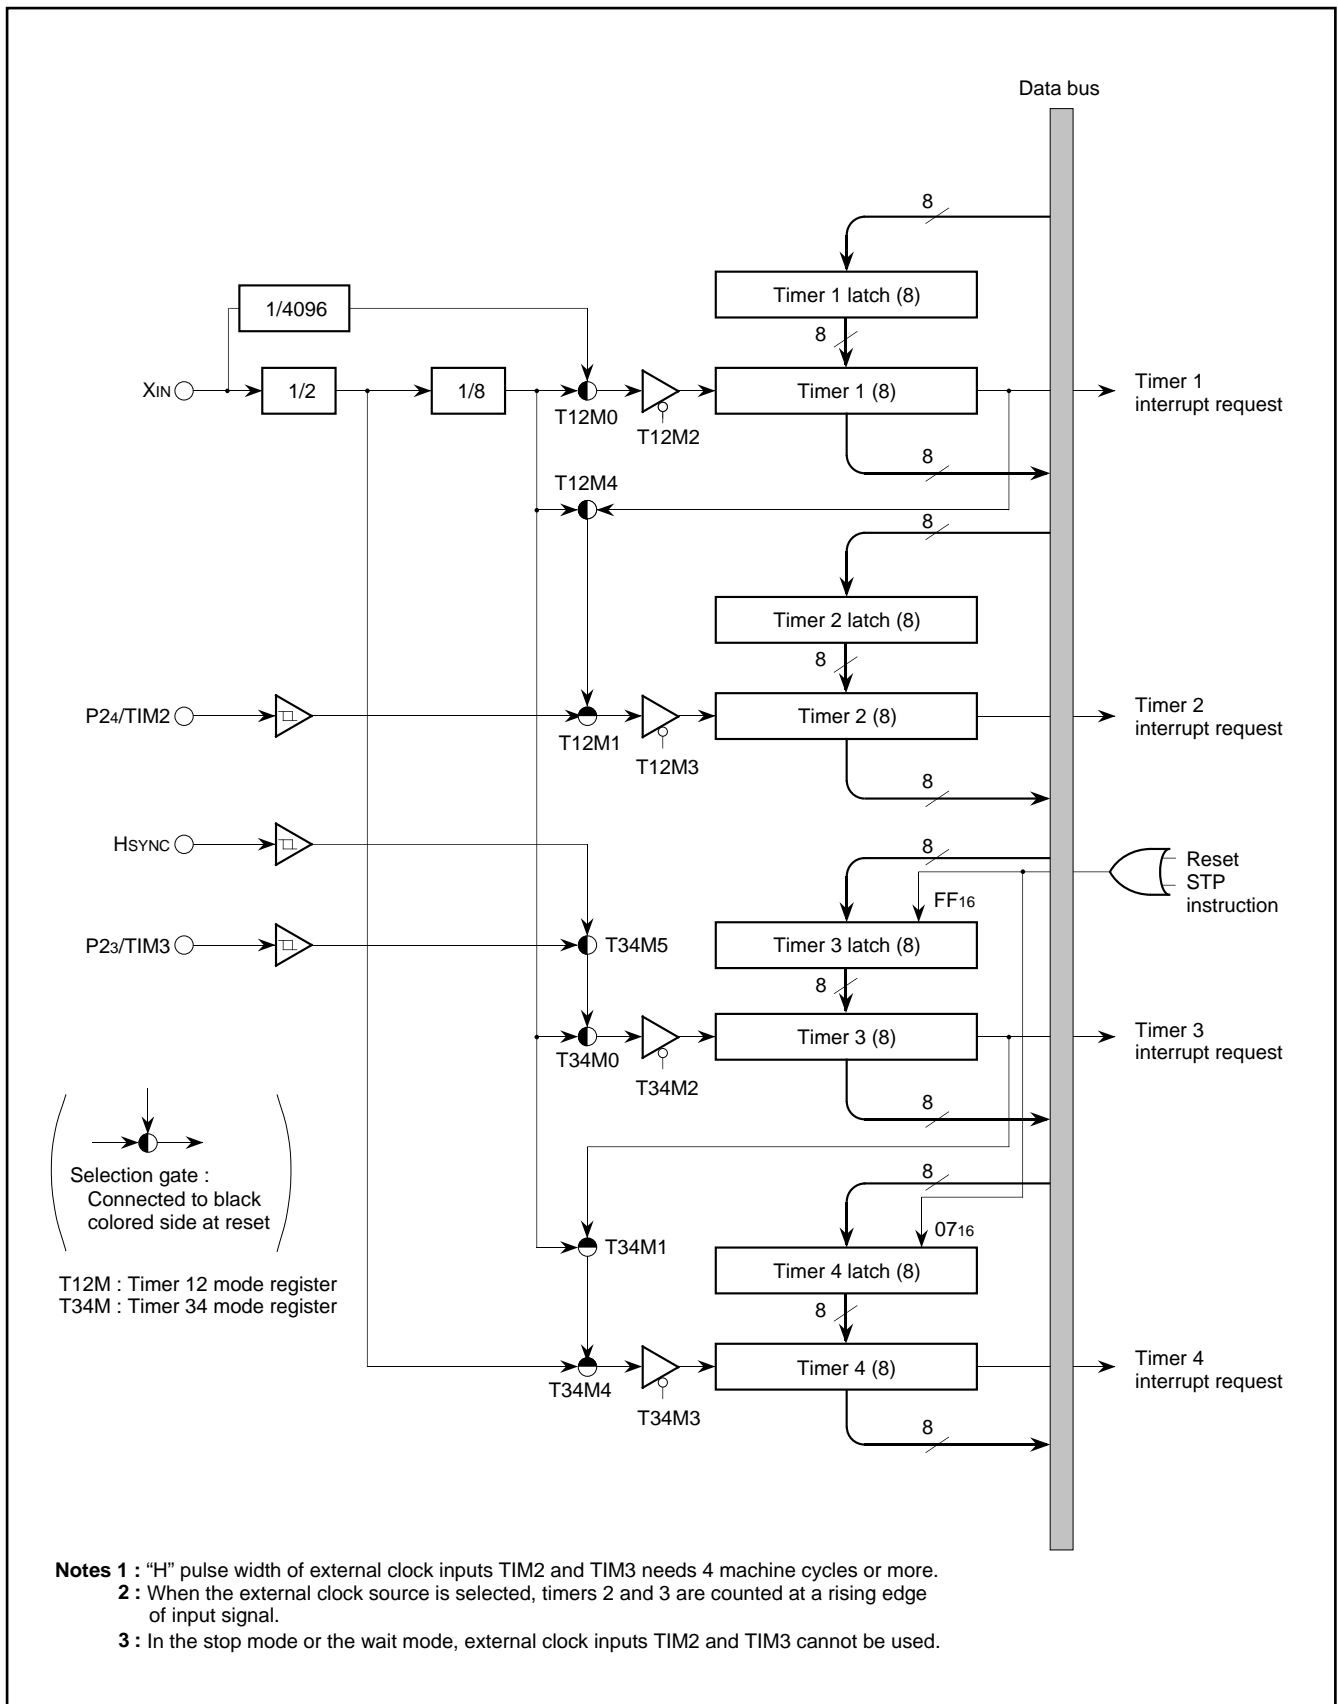 Data bus
8
Timer 1 latch (8)
1/4096
8
XIN
1/2
1/8
T12M0
T12M2
Timer 1 (8)
Timer 1
interrupt request
8
T12M4
8
Timer 2 latch (8)
8
P24/TIM2
T12M1
T12M3
Timer 2 (8)
Timer 2
interrupt request
8
HSYNC
8
Reset
STP
instruction
FF16
P23/TIM3
T34M5
Timer 3 latch (8)
8
T34M0
T34M2
Timer 3 (8)
Timer 3
interrupt request
8
Selection gate :
Connected to black
colored side at reset
8
0716
T34M1
Timer 4 latch (8)
T12M : Timer 12 mode register
T34M : Timer 34 mode register
8
T34M4
T34M3
Timer 4 (8)
Timer 4
interrupt request
8
Notes 1 : “H” pulse width of external clock inputs TIM2 and TIM3 needs 4 machine cycles or more.
2 : When the external clock source is selected, timers 2 and 3 are counted at a rising edge
of input signal.
3 : In the stop mode or the wait mode, external clock inputs TIM2 and TIM3 cannot be used.